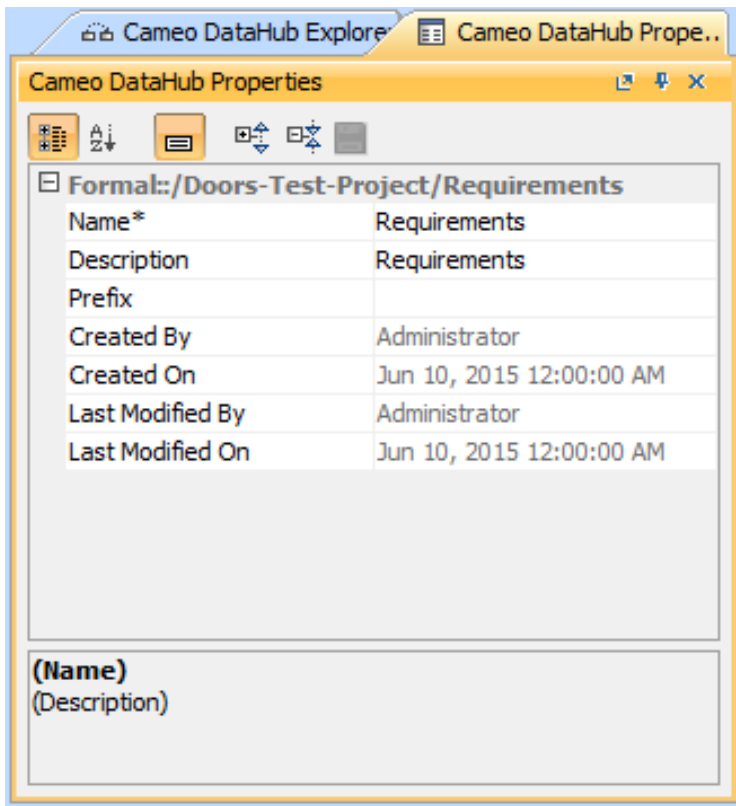 Cameo DataHub Explore Cameo DataHub Prope..
Cameo DataHub Properties
Formal::/Doors-Test-Project/Requirements
Name* Requirements
Description Requirements
Prefix
Created By Administrator
Created On Jun 10, 2015 12:00:00 AM
Last Modified By Administrator
Last Modified On Jun 10, 2015 12:00:00 AM
(Name)
(Description)